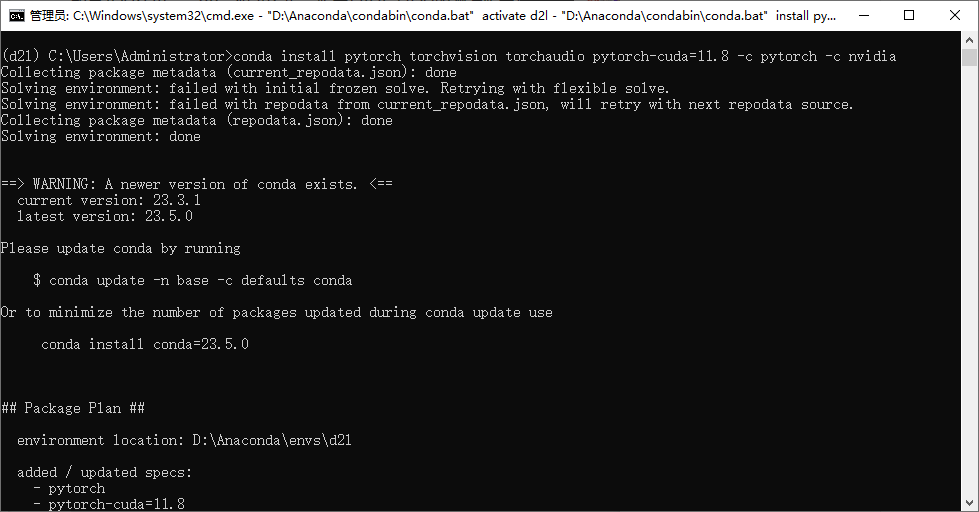 管理员: C:\Windows\system32\cmd.exe - "D:\Anaconda\condabin\conda.bat"  activate d2l - "D:\Anaconda\condabin\conda.bat"  install py...
(d2l) C:\Users\Administrator>conda install pytorch torchvision torchaudio pytorch-cuda=11.8 -c pytorch -c nvidia
Collecting package metadata (current_repodata.json): done
Solving environment: failed with initial frozen solve. Retrying with flexible solve.
Solving environment: failed with repodata from current_repodata.json, will retry with next repodata source.
Collecting package metadata (repodata.json): done
Solving environment: done
==> WARNING: A newer version of conda exists. <==
  current version: 23.3.1
  latest version: 23.5.0
Please update conda by running
    $ conda update -n base -c defaults conda
Or to minimize the number of packages updated during conda update use
     conda install conda=23.5.0
## Package Plan ##
  environment location: D:\Anaconda\envs\d2l
  added / updated specs:
    - pytorch
    - pytorch-cuda=11.8